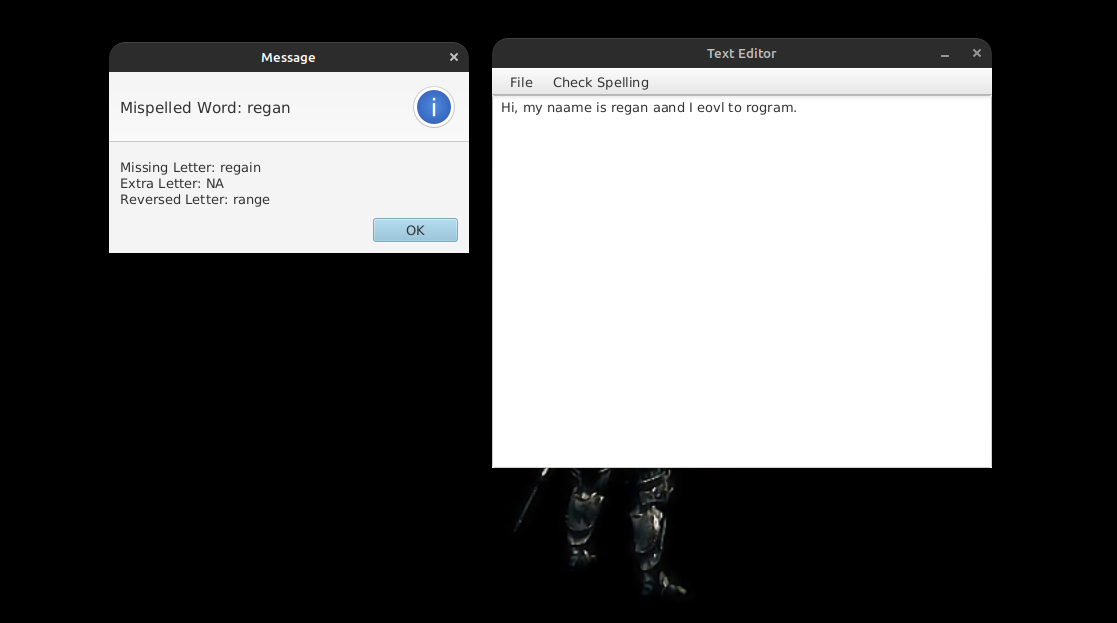 Message
Mispelled Word: regan
i
Missing Letter: regain
Extra Letter: NA
Reversed Letter: range
OK
Text Editor
File Check Spelling
Hi, my naame is regan aand I eovl to rogram.